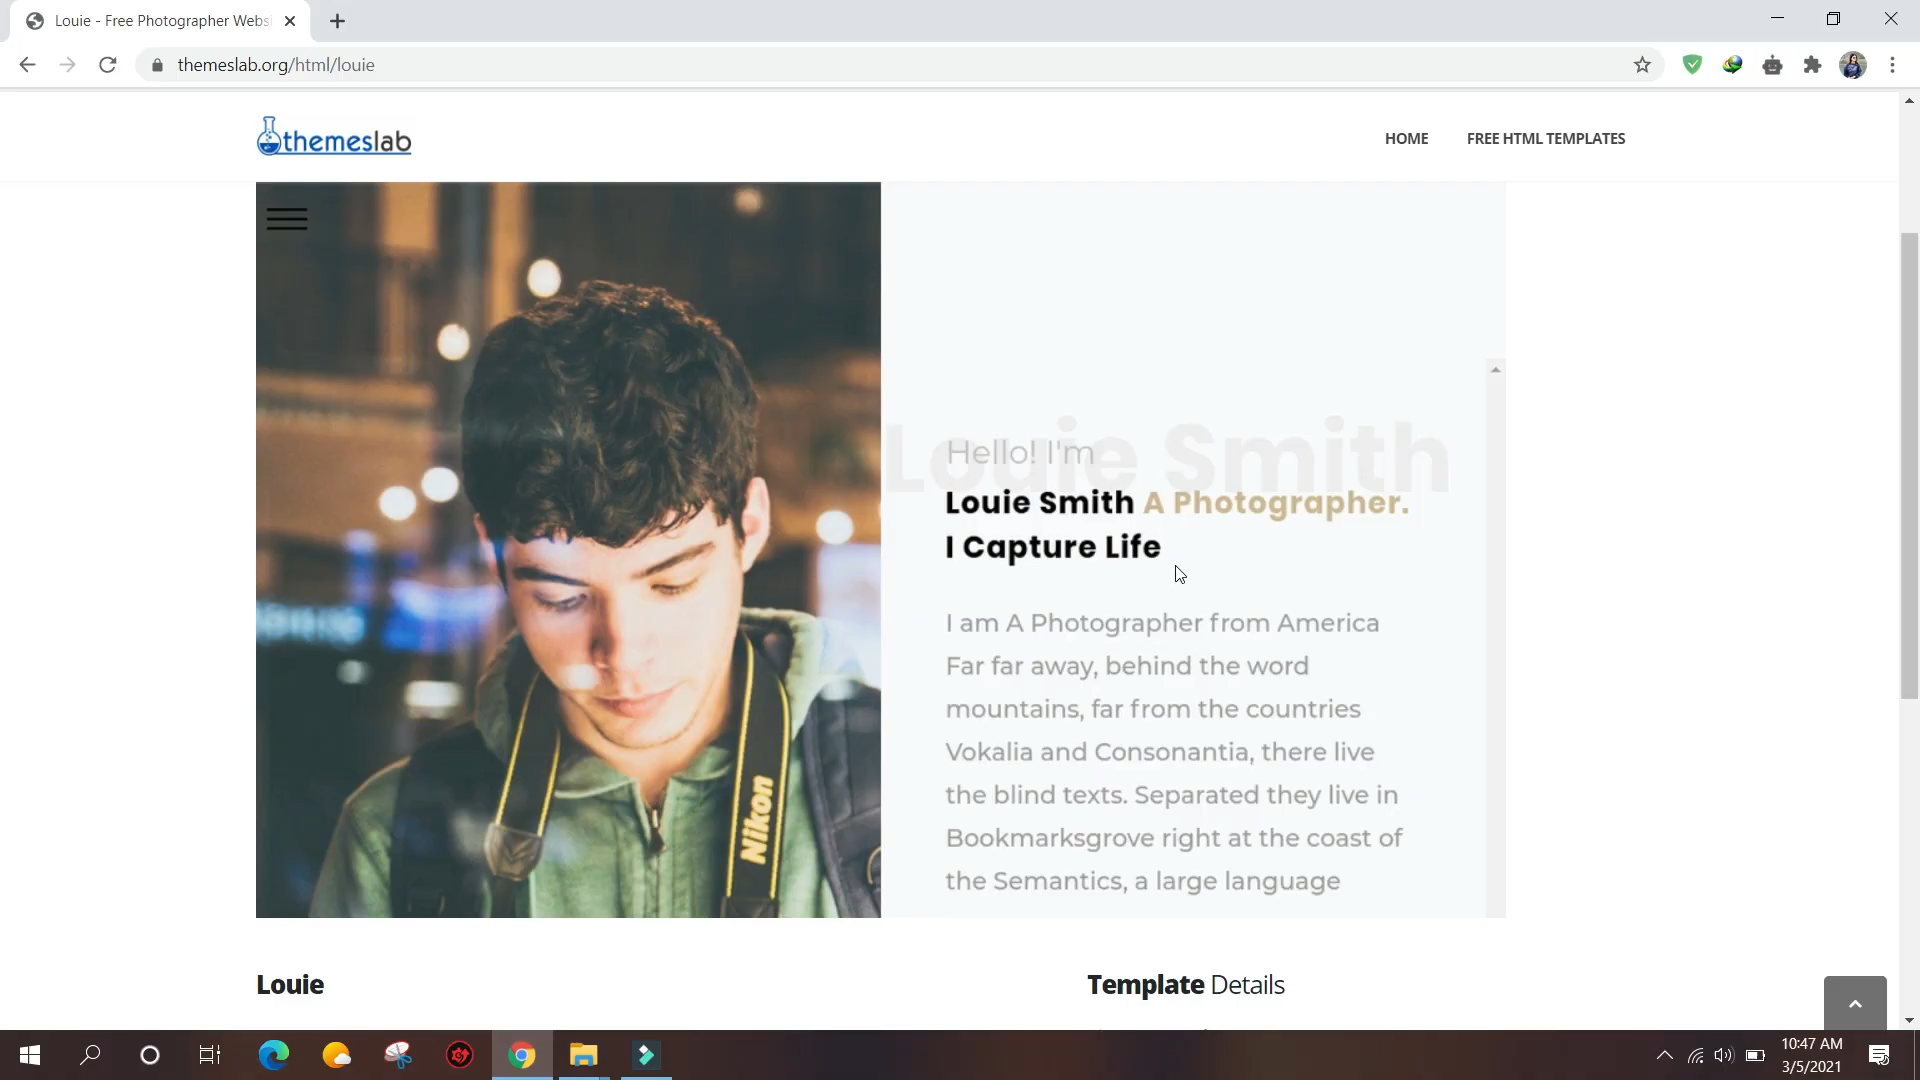 Louie - Free Photographer Websi
themeslab.org/html/louie
themeslab
HOME
FREE HTML TEMPLATES
Louie Smith
Hello! I'm
Louie Smith A Photographer.
I Capture Life
I am A Photographer from America
Far far away, behind the word
mountains, far from the countries
Vokalia and Consonantia, there live
the blind texts. Separated they live in
Bookmarksgrove right at the coast of
the Semantics, a large language
Nikon
Louie
Template Details
10:47 AM
3/5/2021